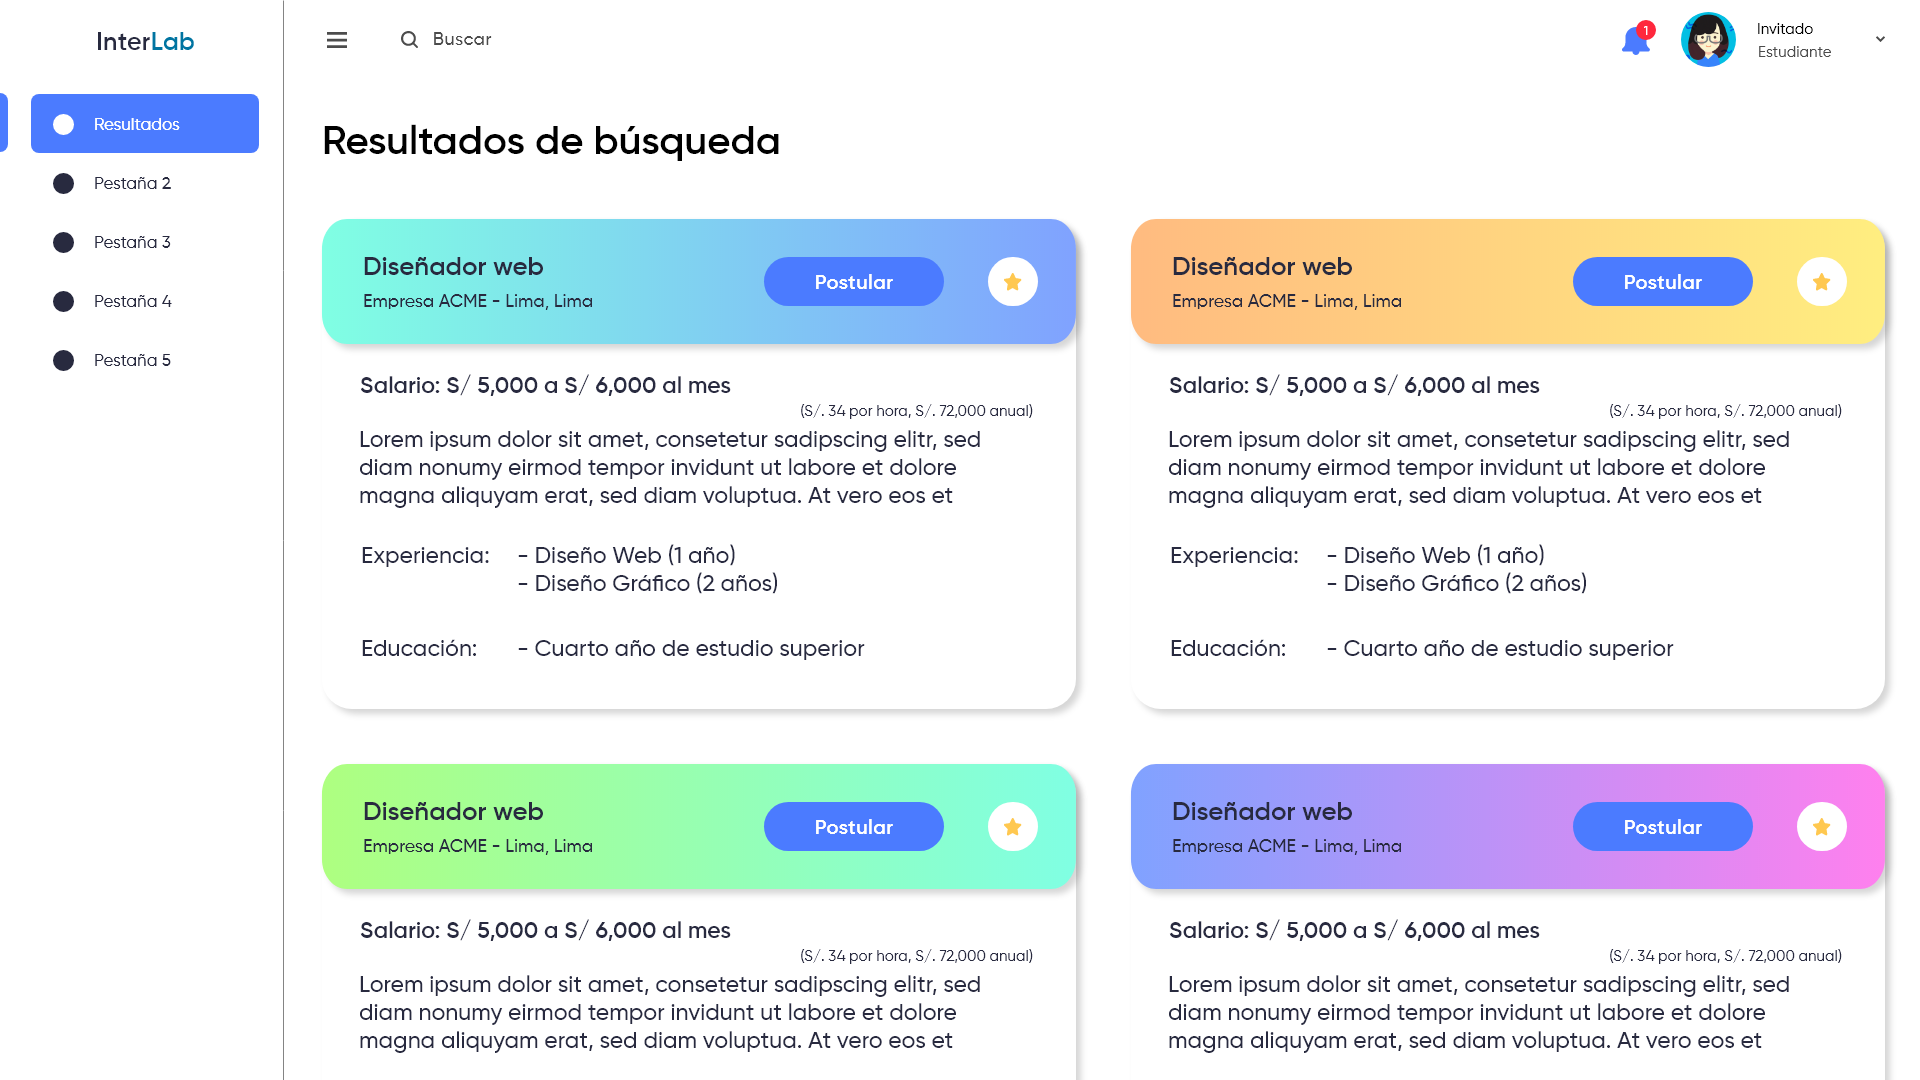 InterLab
Resultados
Pestaña 2
Pestaña 3
Pestaña 4
Pestaña 5
Buscar
1
Invitado
Estudiante
Resultados de búsqueda
Diseñador web
Empresa ACME - Lima, Lima
Postular
Salario: S/ 5,000 a S/ 6,000 al mes
(S/. 34 por hora, S/. 72,000 anual)
Lorem ipsum dolor sit amet, consetetur sadipscing elitr, sed
diam nonumy eirmod tempor invidunt ut labore et dolore
magna aliquyam erat, sed diam voluptua. At vero eos et
Experiencia: - Diseño Web (1 año)
- Diseño Gráfico (2 años)
Educación: - Cuarto año de estudio superior
Diseñador web
Empresa ACME - Lima, Lima
Postular
Salario: S/ 5,000 a S/ 6,000 al mes
(S/. 34 por hora, S/. 72,000 anual)
Lorem ipsum dolor sit amet, consetetur sadipscing elitr, sed
diam nonumy eirmod tempor invidunt ut labore et dolore
magna aliquyam erat, sed diam voluptua. At vero eos et
Experiencia: - Diseño Web (1 año)
- Diseño Gráfico (2 años)
Educación: - Cuarto año de estudio superior
Diseñador web
Empresa ACME - Lima, Lima
Postular
Salario: S/ 5,000 a S/ 6,000 al mes
(S/. 34 por hora, S/. 72,000 anual)
Lorem ipsum dolor sit amet, consetetur sadipscing elitr, sed
diam nonumy eirmod tempor invidunt ut labore et dolore
magna aliquyam erat, sed diam voluptua. At vero eos et
Diseñador web
Empresa ACME - Lima, Lima
Postular
Salario: S/ 5,000 a S/ 6,000 al mes
(S/. 34 por hora, S/. 72,000 anual)
Lorem ipsum dolor sit amet, consetetur sadipscing elitr, sed
diam nonumy eirmod tempor invidunt ut labore et dolore
magna aliquyam erat, sed diam voluptua. At vero eos et